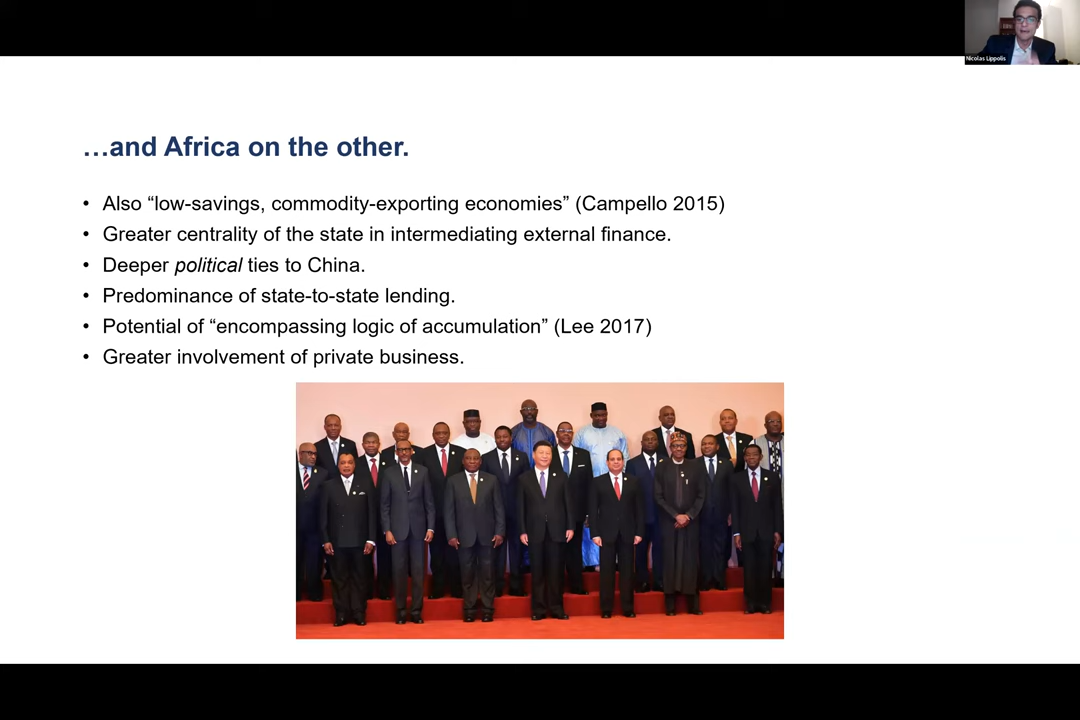 Nicolas Lippolis
…and Africa on the other.
• Also “low-savings, commodity-exporting economies” (Campello 2015)
• Greater centrality of the state in intermediating external finance.
• Deeper political ties to China.
• Predominance of state-to-state lending.
• Potential of “encompassing logic of accumulation” (Lee 2017)
• Greater involvement of private business.